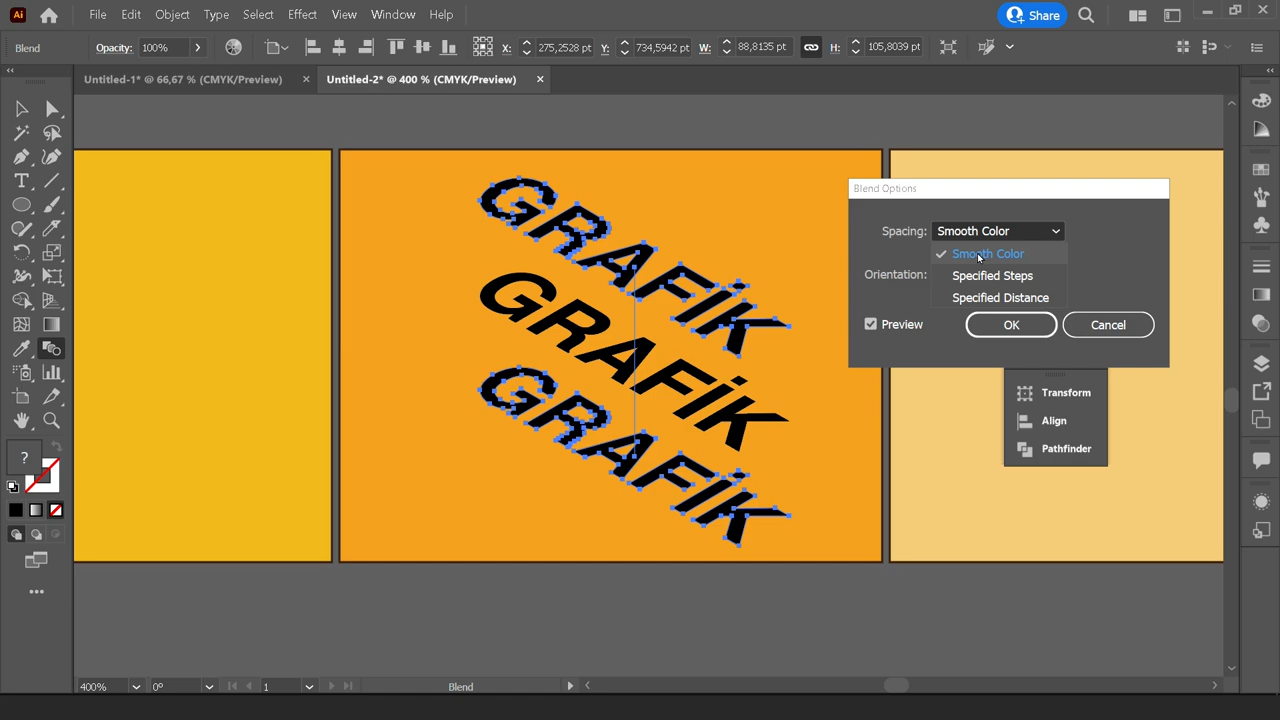 Ai File Edit Object Type Select Effect View Window Help Share
Blend Opacity: 100% X: 275,2528 pt Y: 734,5942 pt W: 88,8135 pt H: 105,8039 pt
Untitled-1* @ 66,67 % (CMYK/Preview) × Untitled-2* @ 400 % (CMYK/Preview) ×
GRAFİK
GRAFİK
GRAFİK
Blend Options
Spacing: Smooth Color
Smooth Color
Specified Steps
Orientation:
Specified Distance
Preview OK Cancel
Transform
Align
Pathfinder
?
400% 0° 1 Blend